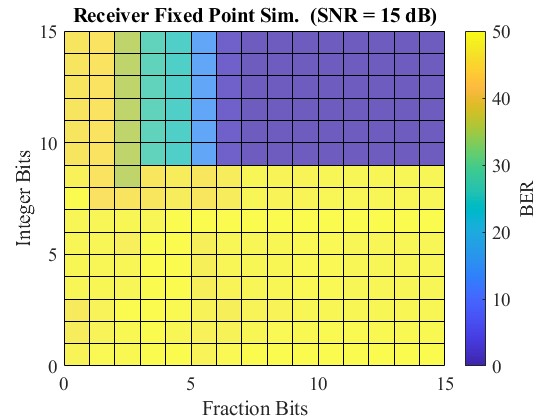 Receiver Fixed Point Sim. (SNR = 15 dB)
15
10
5
0
Integer Bits
0 5 10 15
Fraction Bits
50
40
30
20
10
0
BER